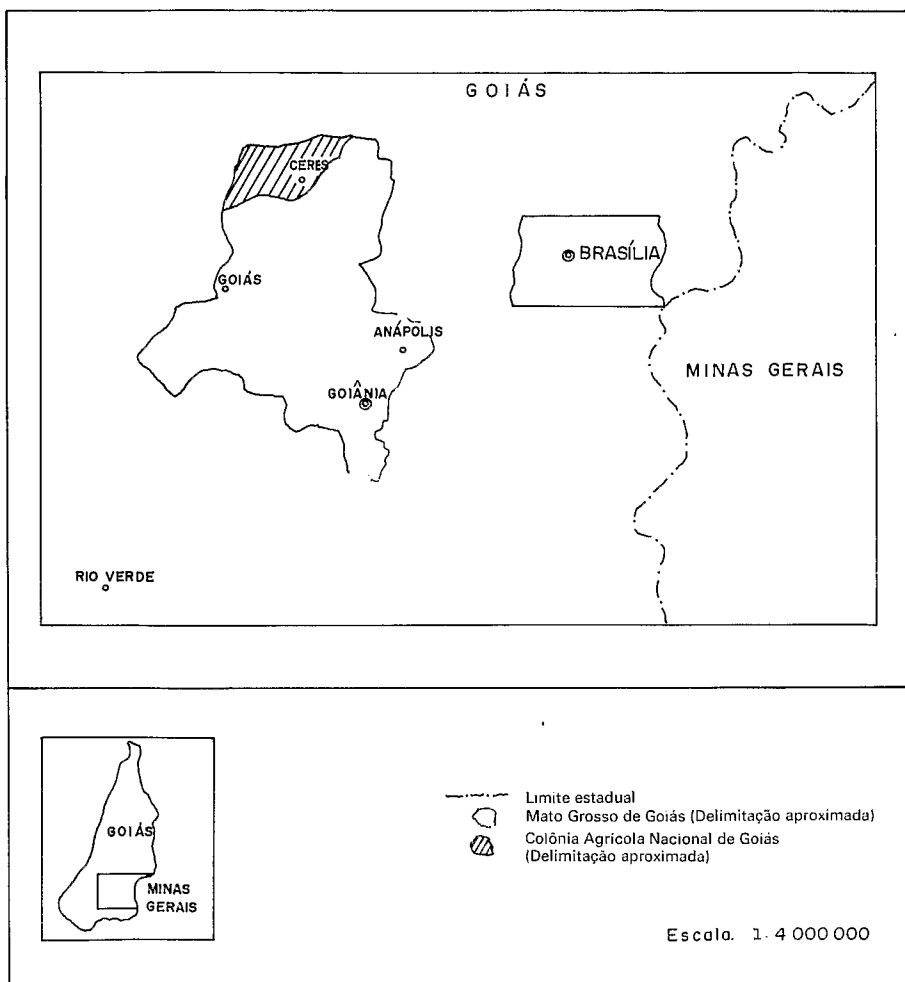 GOIÁS
CERES
BRASÍLIA
GOIÁS
ANÁPOLIS
MINAS GERAIS
GOIÂNIA
RIO VERDE
GOIÁS
MINAS
GERAIS
Limite estadual
Mato Grosso de Goiás (Delimitação aproximada)
Colônia Agrícola Nacional de Goiás
(Delimitação aproximada)
Escala. 1.4 000 000